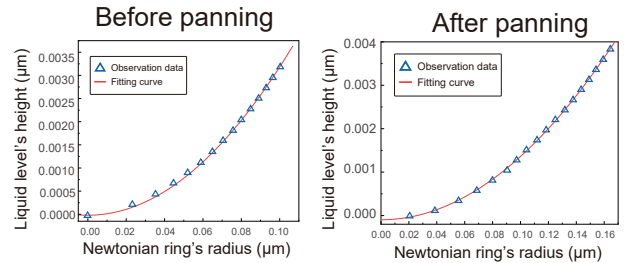 Before panning
Liquid level's height (µm)
0.0035
0.0030
0.0025
0.0020
0.0015
0.0010
0.0005
0.0000
Observation data
Fitting curve
0.00 0.02 0.04 0.06 0.08 0.10
Newtonian ring's radius (µm)
After panning
Liquid level's height (µm)
0.004
0.003
0.002
0.001
0.000
Observation data
Fitting curve
0.00 0.02 0.04 0.06 0.08 0.10 0.12 0.14 0.16
Newtonian ring's radius (µm)